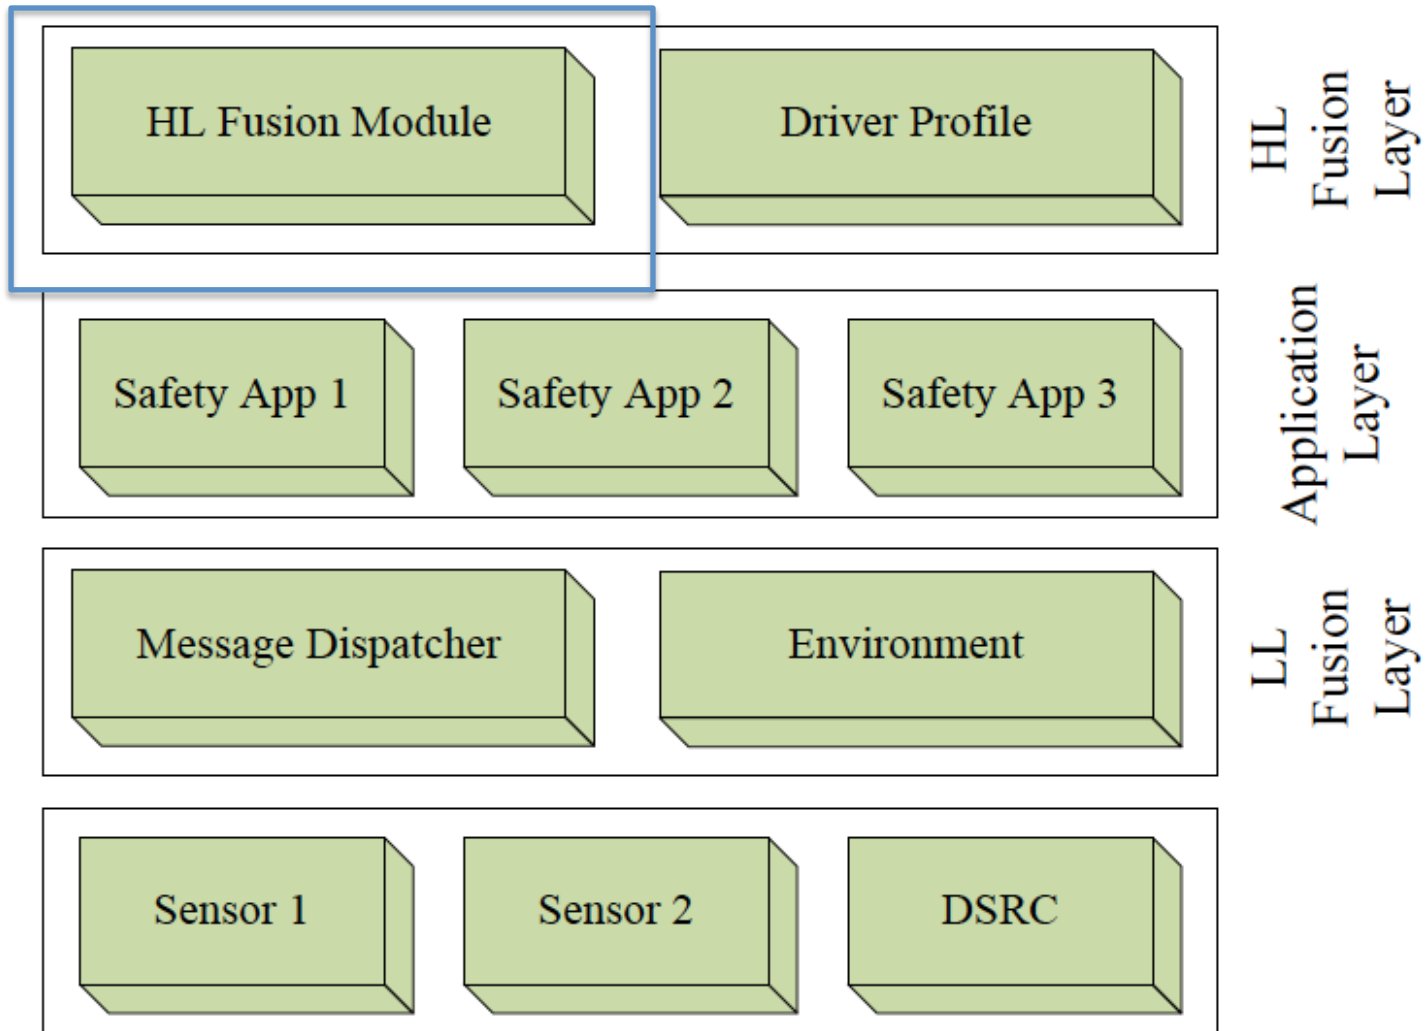 HL Fusion Module
Driver Profile
HL
Fusion
Layer
Safety App 1
Safety App 2
Safety App 3
Application
Layer
Message Dispatcher
Environment
LL
Fusion
Layer
Sensor 1
Sensor 2
DSRC